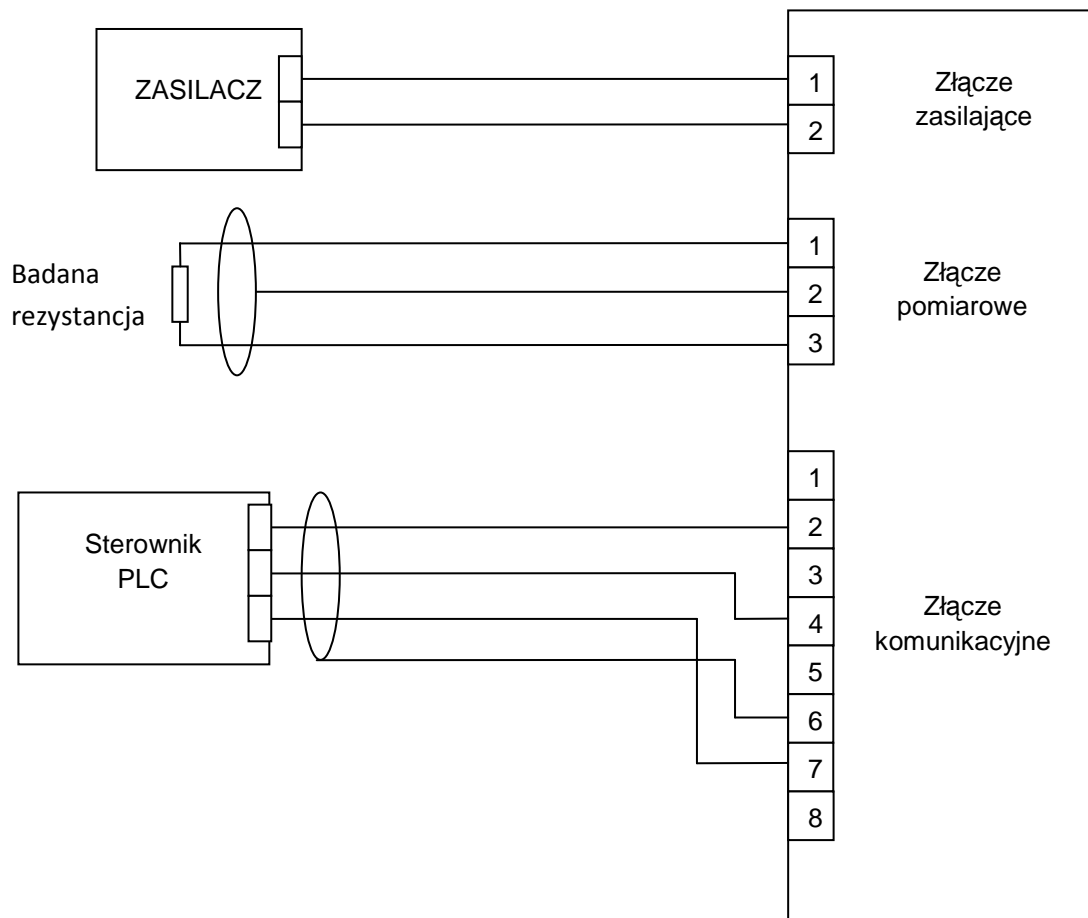 ZASILACZ
1
2
Złącze
zasilające
Badana
rezystancja
1
2
3
Złącze
pomiarowe
Sterownik
PLC
1
2
3
4
5
6
7
8
Złącze
komunikacyjne